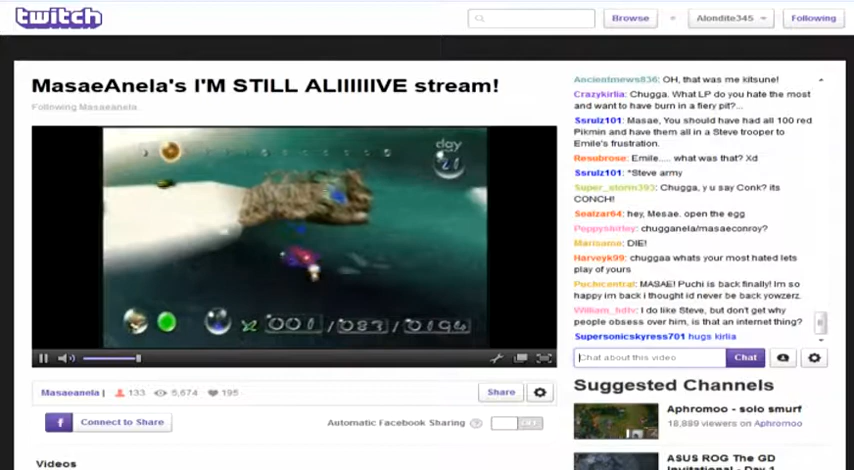 twitch
Browse
Alondite345
Following
MasaeAnela's I'M STILL ALIIIIIIVE stream!
Following Masaeanela
day
21
x2 001 / 083 / 0194
Masaeanela | 133 5,674 195
Share
Connect to Share
Automatic Facebook Sharing ?
Videos
Ancientmews836: OH, that was me kitsune!
Crazykirlia: Chugga. What LP do you hate the most
and want to have burn in a fiery pit?...
Ssrulz101: Masae, You should have had all 100 red
Pikmin and have them all in a Steve trooper to
Emile's frustration.
Resubrose: Emile..... what was that? Xd
Ssrulz101: *Steve army
Super_storm393: Chugga, y u say Conk? its
CONCH!
Sealzar64: hey, Mesae. open the egg
Peppyshirley: chugganela/masaeconroy?
Marisama: DIE!
Harveyk99: chuggaa whats your most hated lets
play of yours
Puchicentral: MASAE! Puchi is back finally! Im so
happy im back i thought id never be back yowzerz.
William_hdtv: I do like Steve, but don't get why
people obsess over him, is that an internet thing?
Supersonicskyress701 hugs kirlia
Chat about this video
Chat
Suggested Channels
Aphromoo - solo smurf
18,889 viewers on Aphromoo
ASUS ROG The GD
Invitational - Day 1